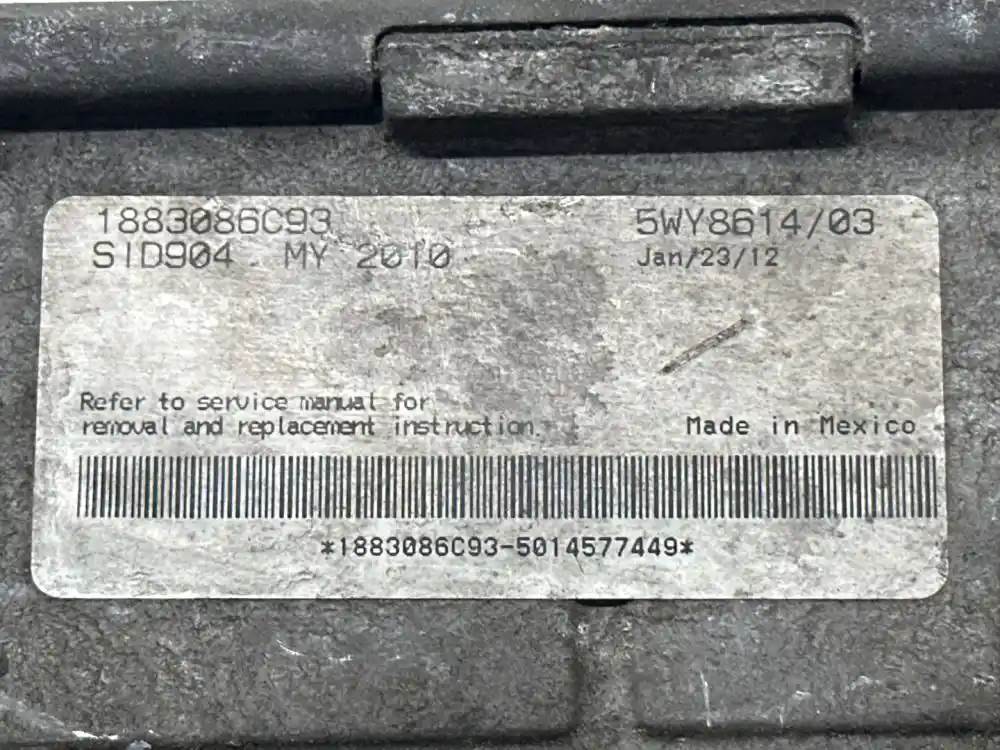 1883086C93 5WY8614/03
SID904 MY 2010 Jan/23/12
Refer to service manual for
removal and replacement instruction. Made in Mexico
*1883086C93-5014577449*